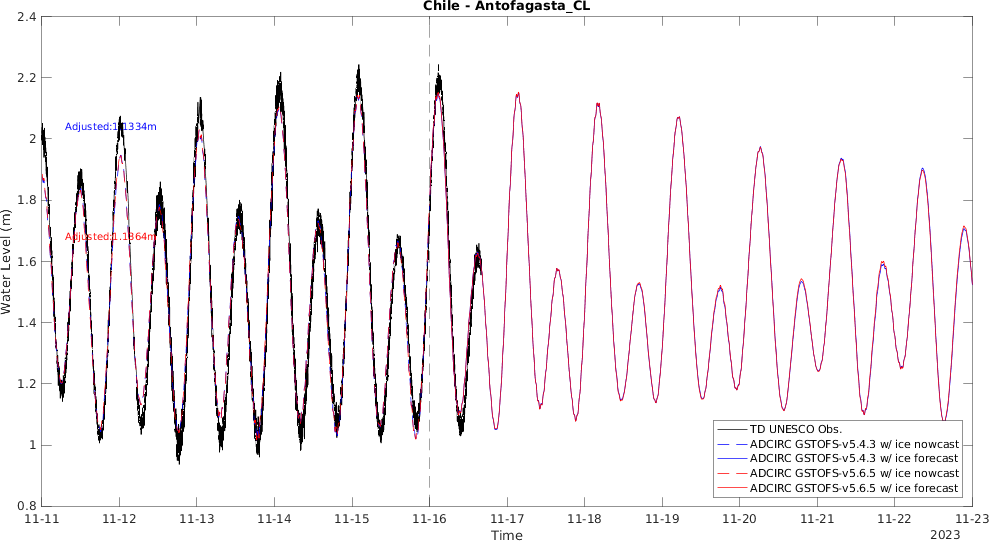 Chile - Antofagasta_CL
2.4
2.2
2
1.8
1.6
1.4
1.2
1
0.8
Water Level (m)
Adjusted:1.1334m
Adjusted:1.1364m
TD UNESCO Obs.
ADCIRC GSTOFS-v5.4.3 w/ ice nowcast
ADCIRC GSTOFS-v5.4.3 w/ ice forecast
ADCIRC GSTOFS-v5.6.5 w/ ice nowcast
ADCIRC GSTOFS-v5.6.5 w/ ice forecast
11-11 11-12 11-13 11-14 11-15 11-16 11-17 11-18 11-19 11-20 11-21 11-22 11-23
Time
2023